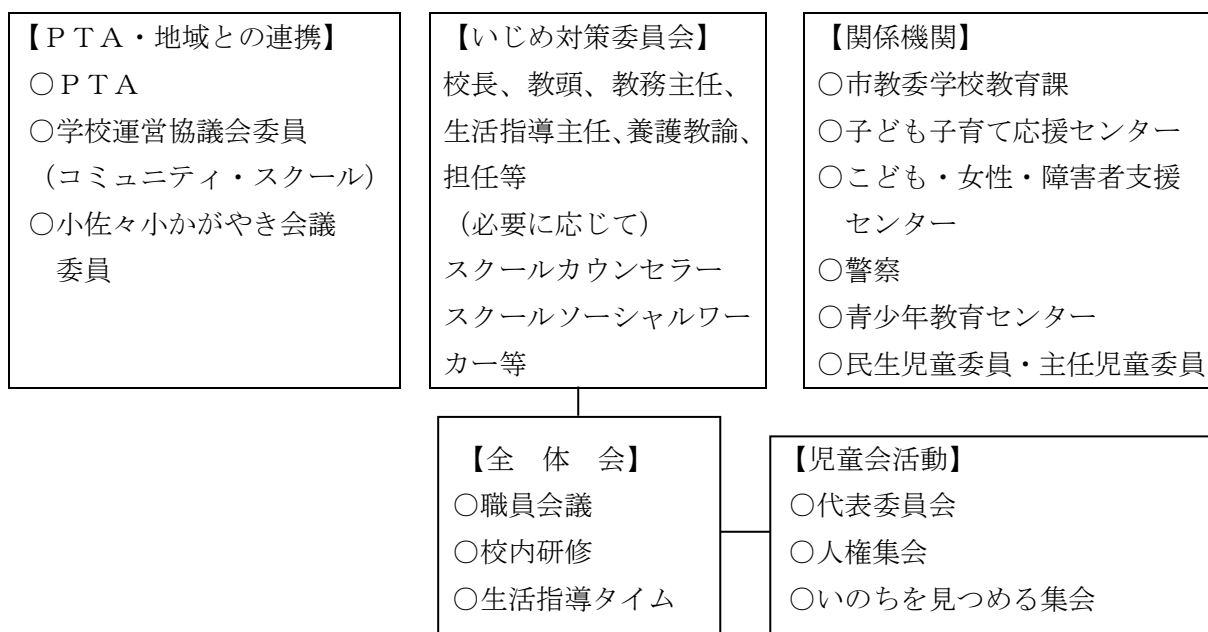 【ＰＴＡ・地域との連携】
○ＰＴＡ
○学校運営協議会委員
（コミュニティ・スクール）
○小佐々小かがやき会議
委員
【いじめ対策委員会】
校長、教頭、教務主任、
生活指導主任、養護教諭、
担任等
（必要に応じて）
スクールカウンセラー
スクールソーシャルワー
カー等
【関係機関】
○市教委学校教育課
○子ども子育て応援センター
○こども・女性・障害者支援
センター
○警察
○青少年教育センター
○民生児童委員・主任児童委員
【全　体　会】
○職員会議
○校内研修
○生活指導タイム
【児童会活動】
○代表委員会
○人権集会
○いのちを見つめる集会